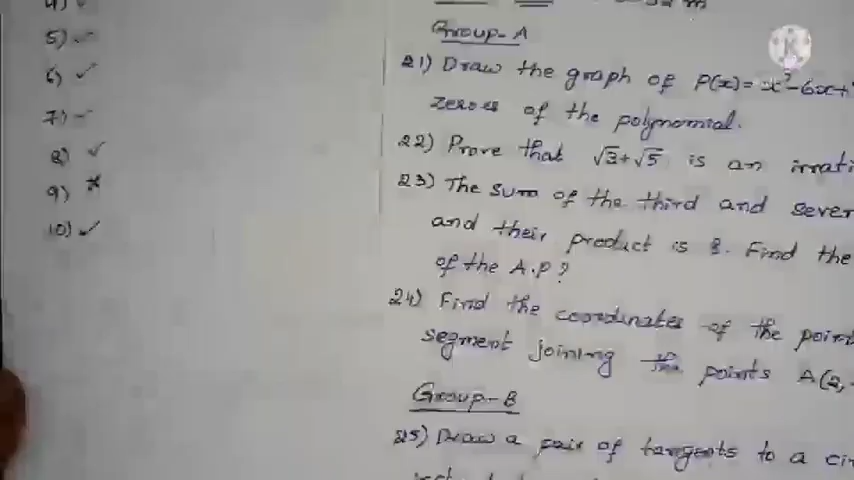 4)
5) ✓
6) ✓
7) ✓
8) ✓
9) ×
10) ✓
Group-A
21) Draw the graph of P(x)=x²-6x+
zeroes of the polynomial.
22) Prove that √3+√5 is an irrati
23) The sum of the third and seven
and their product is 8. Find the
of the A.P?
24) Find the coordinates of the poin
segment joining the points A(2,
Group-B
25) Draw a pair of tangents to a cir
K